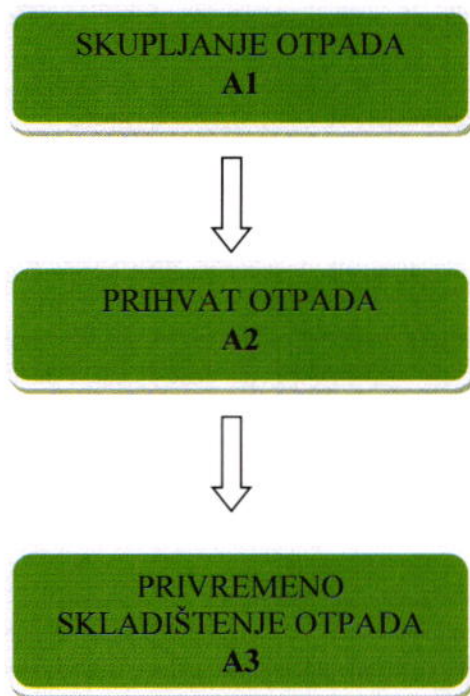 SKUPLJANJE OTPADA
A1
PRIHVAT OTPADA
A2
PRIVREMENO
SKLADIŠTENJE OTPADA
A3